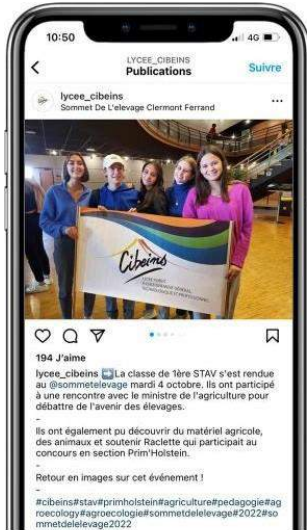 10:50
4G
LYCEE_CIBEINS
Publications
Suivre
lycee_cibeins
Sommet De L'elevage Clermont Ferrand
Cibeins
194 J'aime
lycee_cibeins ➡️La classe de 1ère STAV s'est rendue
au @sommetelevage mardi 4 octobre. Ils ont participé
à une rencontre avec le ministre de l'agriculture pour
débattre de l'avenir des élevages.
-
Ils ont également pu découvrir du matériel agricole,
des animaux et soutenir Raclette qui participait au
concours en section Prim'Holstein.
-
Retour en images sur cet événement !
-
#cibeins#stav#primholstein#agriculture#pedagogie#ag
roecology#agroecologie#sommetdelelevage#2022#so
mmetdelelevage2022